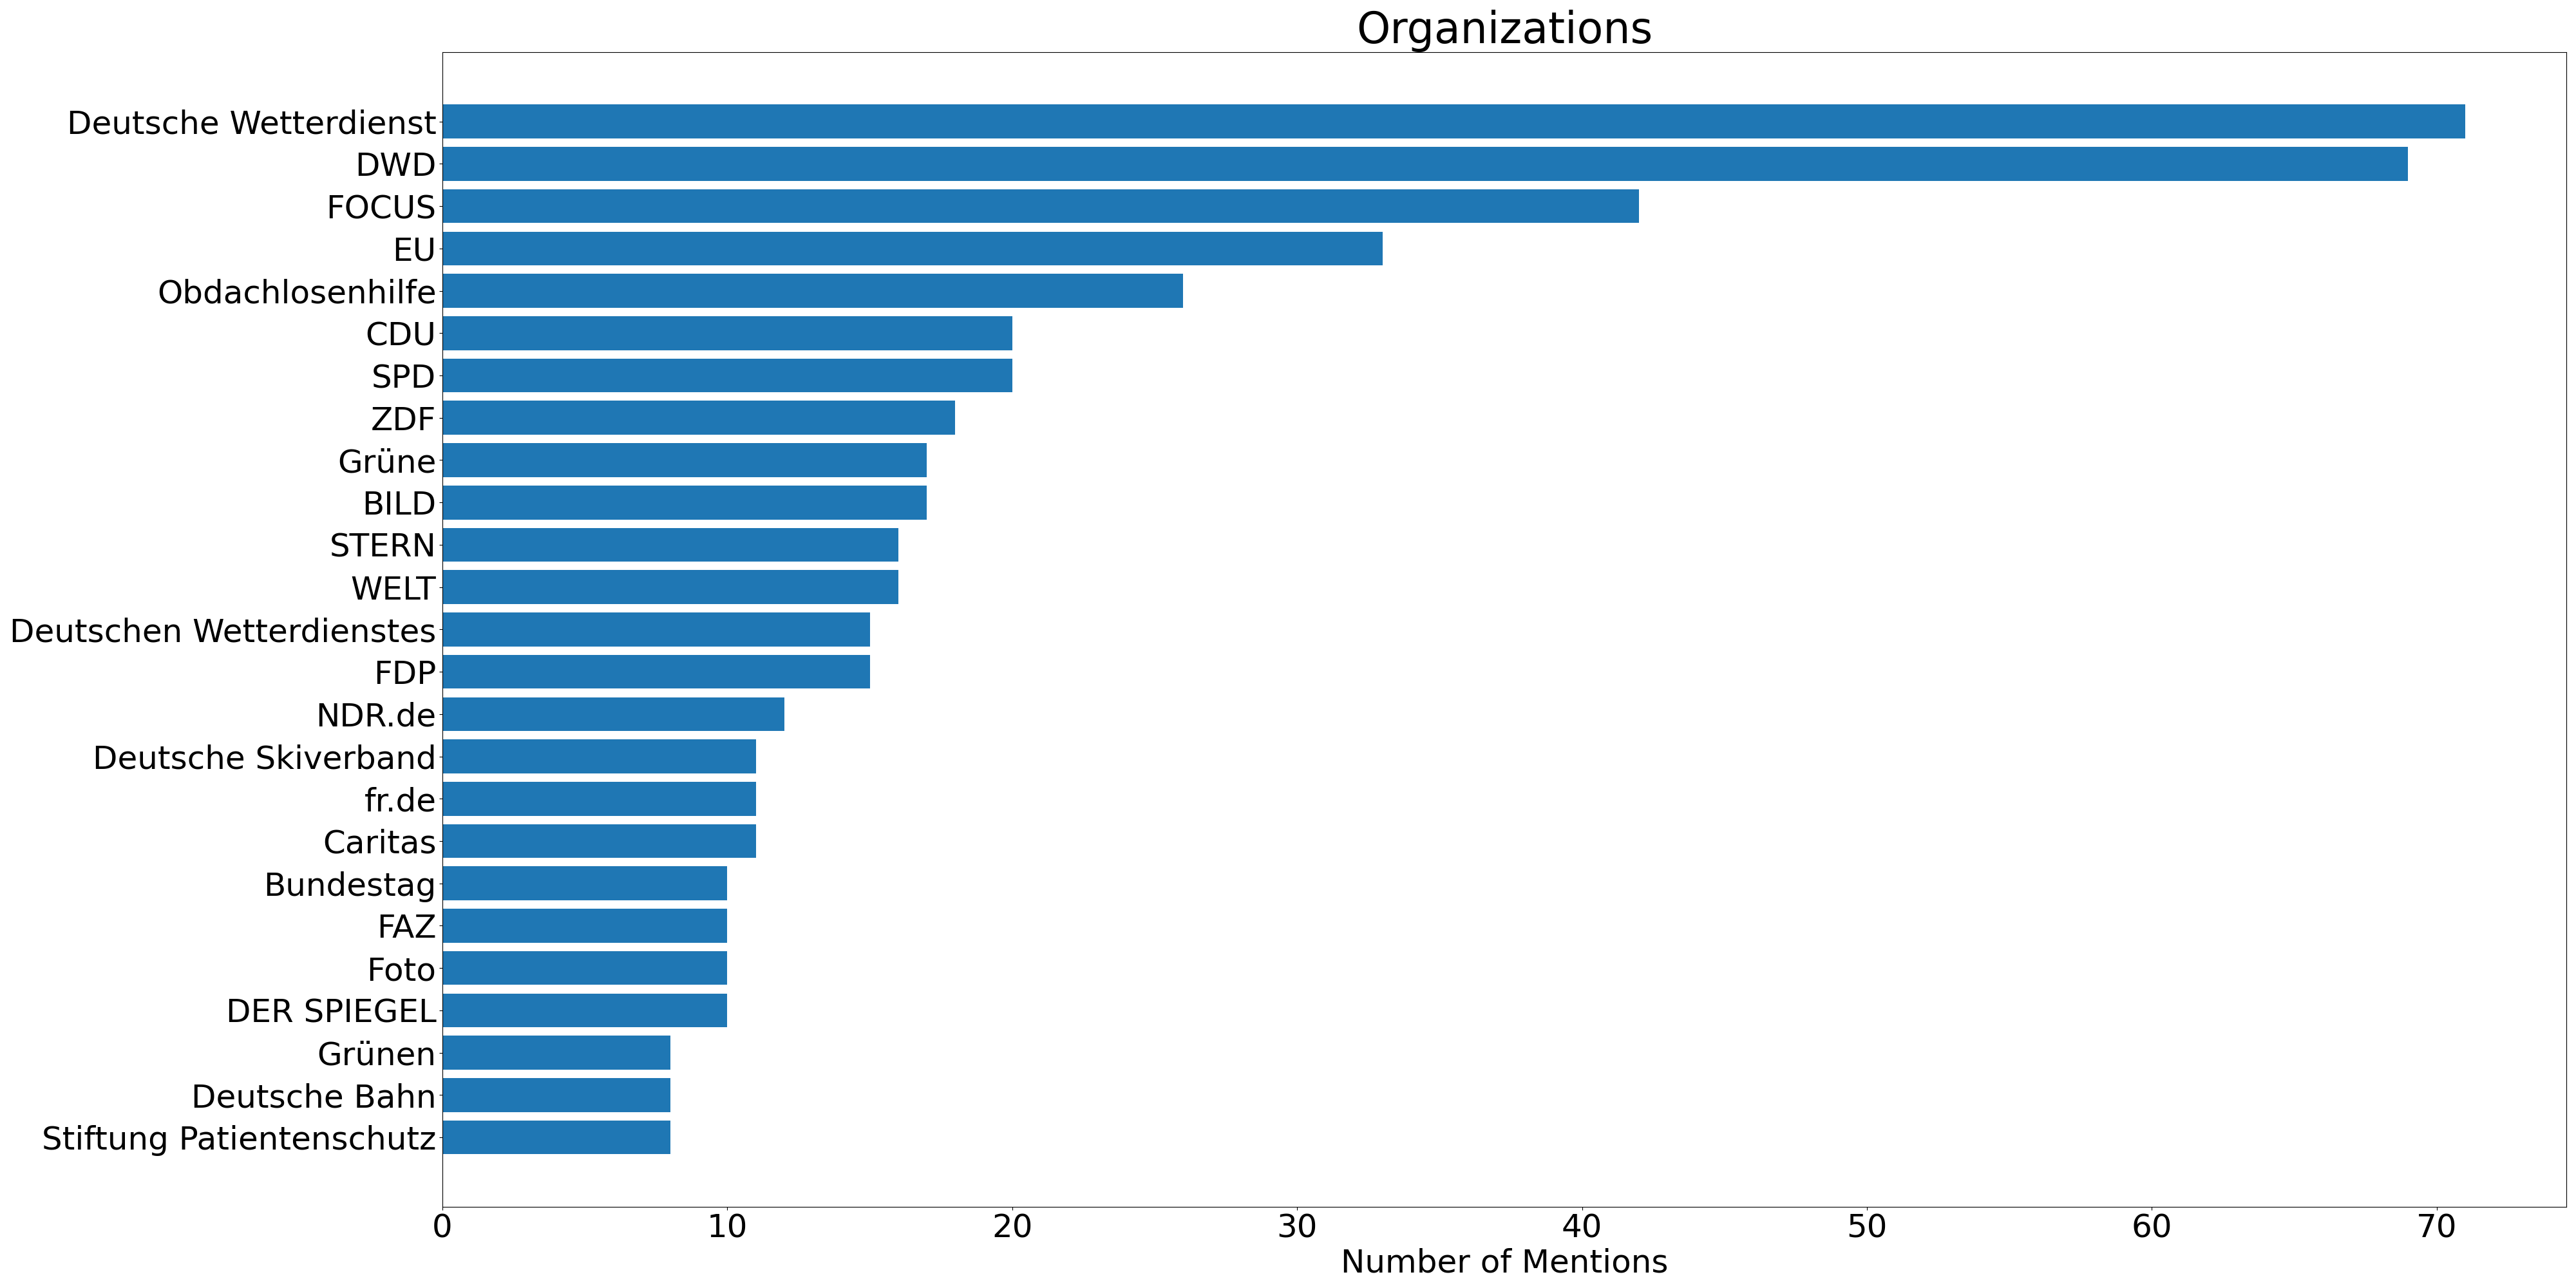 Organizations
Deutsche Wetterdienst
DWD
FOCUS
EU
Obdachlosenhilfe
CDU
SPD
ZDF
Grüne
BILD
STERN
WELT
Deutschen Wetterdienstes
FDP
NDR.de
Deutsche Skiverband
fr.de
Caritas
Bundestag
FAZ
Foto
DER SPIEGEL
Grünen
Deutsche Bahn
Stiftung Patientenschutz
0 10 20 30 40 50 60 70
Number of Mentions